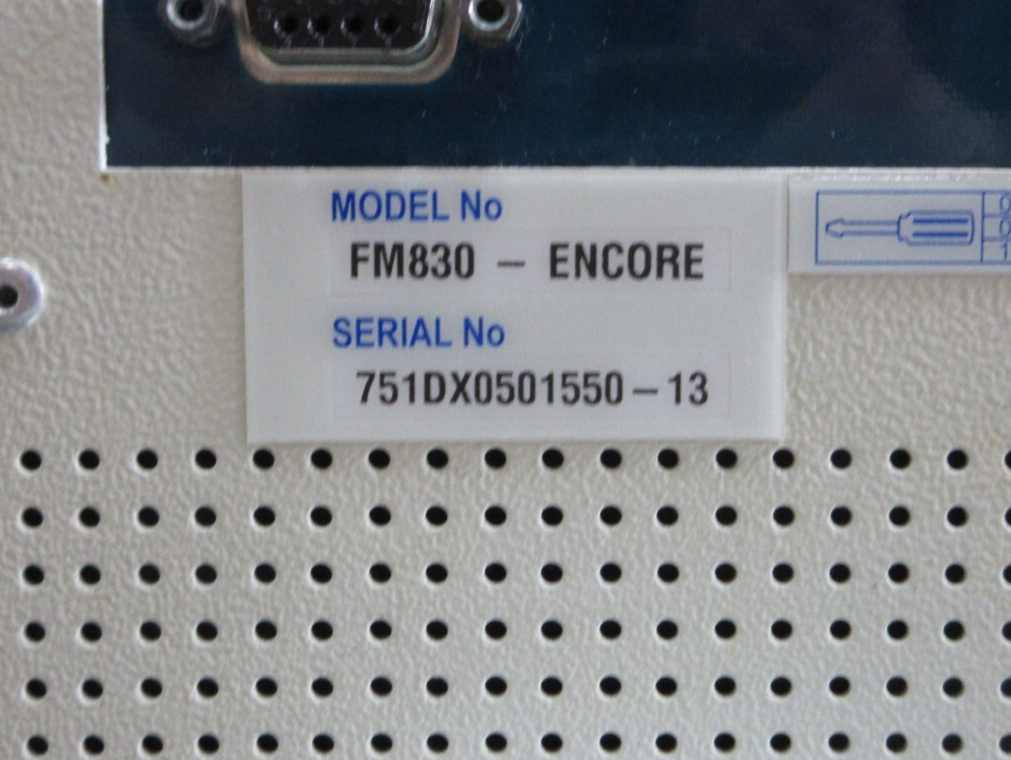 MODEL No
FM830 – ENCORE
SERIAL No
751DX0501550 – 13